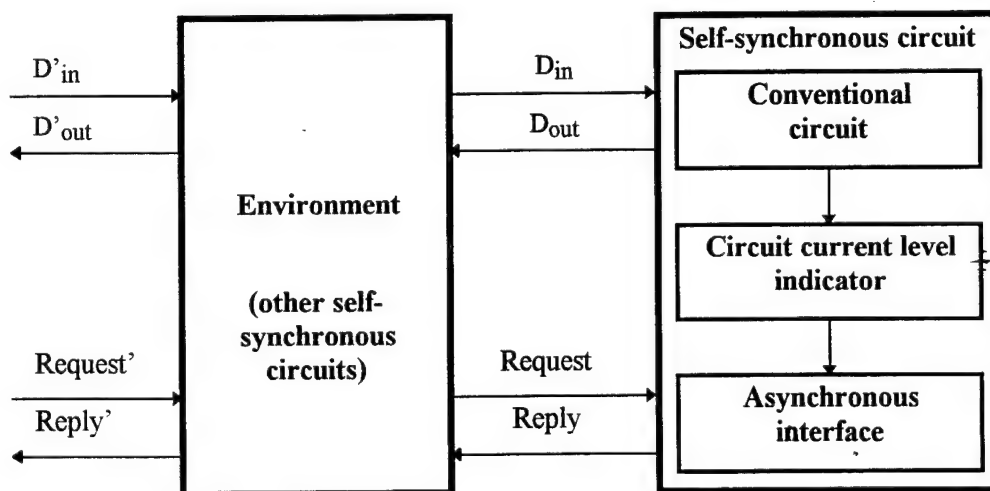 D'in
D'out
Request'
Reply'
Environment
(other self-
synchronous
circuits)
Din
Dout
Request
Reply
Self-synchronous circuit
Conventional
circuit
Circuit current level
indicator
Asynchronous
interface